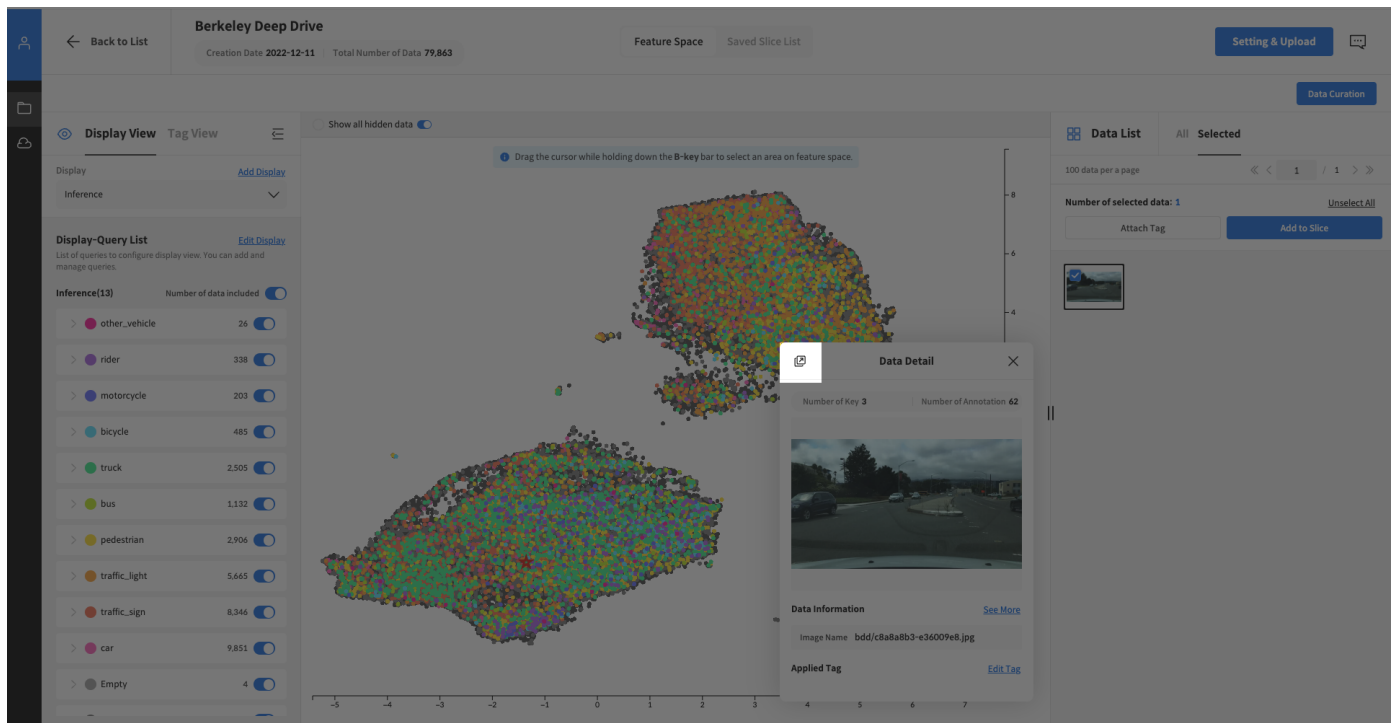 Back to List
Berkeley Deep Drive
Creation Date 2022-12-11 Total Number of Data 79,863
Feature Space Saved Slice List
Setting & Upload
Data Curation
Display View Tag View
Display Add Display
Inference
Display-Query List Edit Display
List of queries to configure display view. You can add and
manage queries.
Inference(13) Number of data included
other_vehicle 26
rider 338
motorcycle 203
bicycle 485
truck 2,505
bus 1,132
pedestrian 2,906
traffic_light 5,665
traffic_sign 8,346
car 9,851
Empty 4
Show all hidden data
Drag the cursor while holding down the B-key bar to select an area on feature space.
8
6
4
-5 -4 -3 -2 -1 0 1 2 3 4 5 6 7
Data Detail
Number of Key 3 Number of Annotation 62
Data Information See More
Image Name bdd/c8a8a8b3-e36009e8.jpg
Applied Tag Edit Tag
Data List All Selected
100 data per a page 1 / 1
Number of selected data: 1 Unselect All
Attach Tag Add to Slice